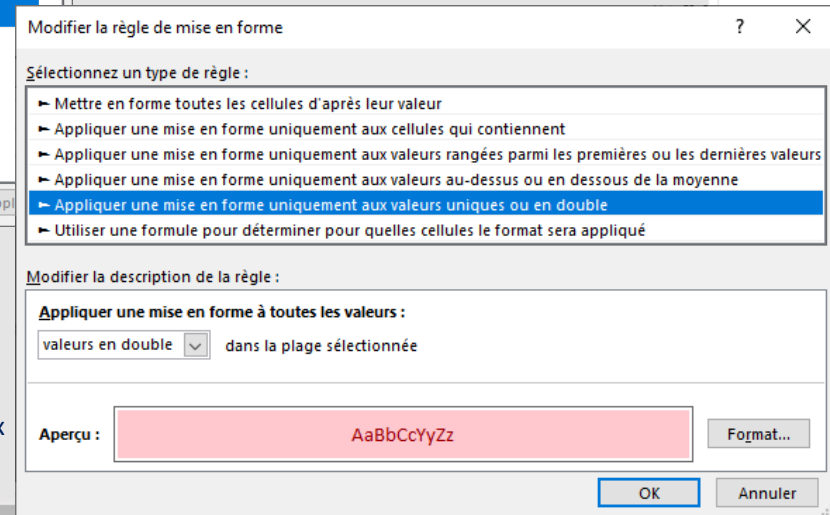 Modifier la règle de mise en forme
?
Sélectionnez un type de règle :
► Mettre en forme toutes les cellules d'après leur valeur
► Appliquer une mise en forme uniquement aux cellules qui contiennent
► Appliquer une mise en forme uniquement aux valeurs rangées parmi les premières ou les dernières valeurs
► Appliquer une mise en forme uniquement aux valeurs au-dessus ou en dessous de la moyenne
► Appliquer une mise en forme uniquement aux valeurs uniques ou en double
► Utiliser une formule pour déterminer pour quelles cellules le format sera appliqué
Modifier la description de la règle :
Appliquer une mise en forme à toutes les valeurs :
valeurs en double dans la plage sélectionnée
Aperçu : AaBbCcYyZz Format...
OK Annuler